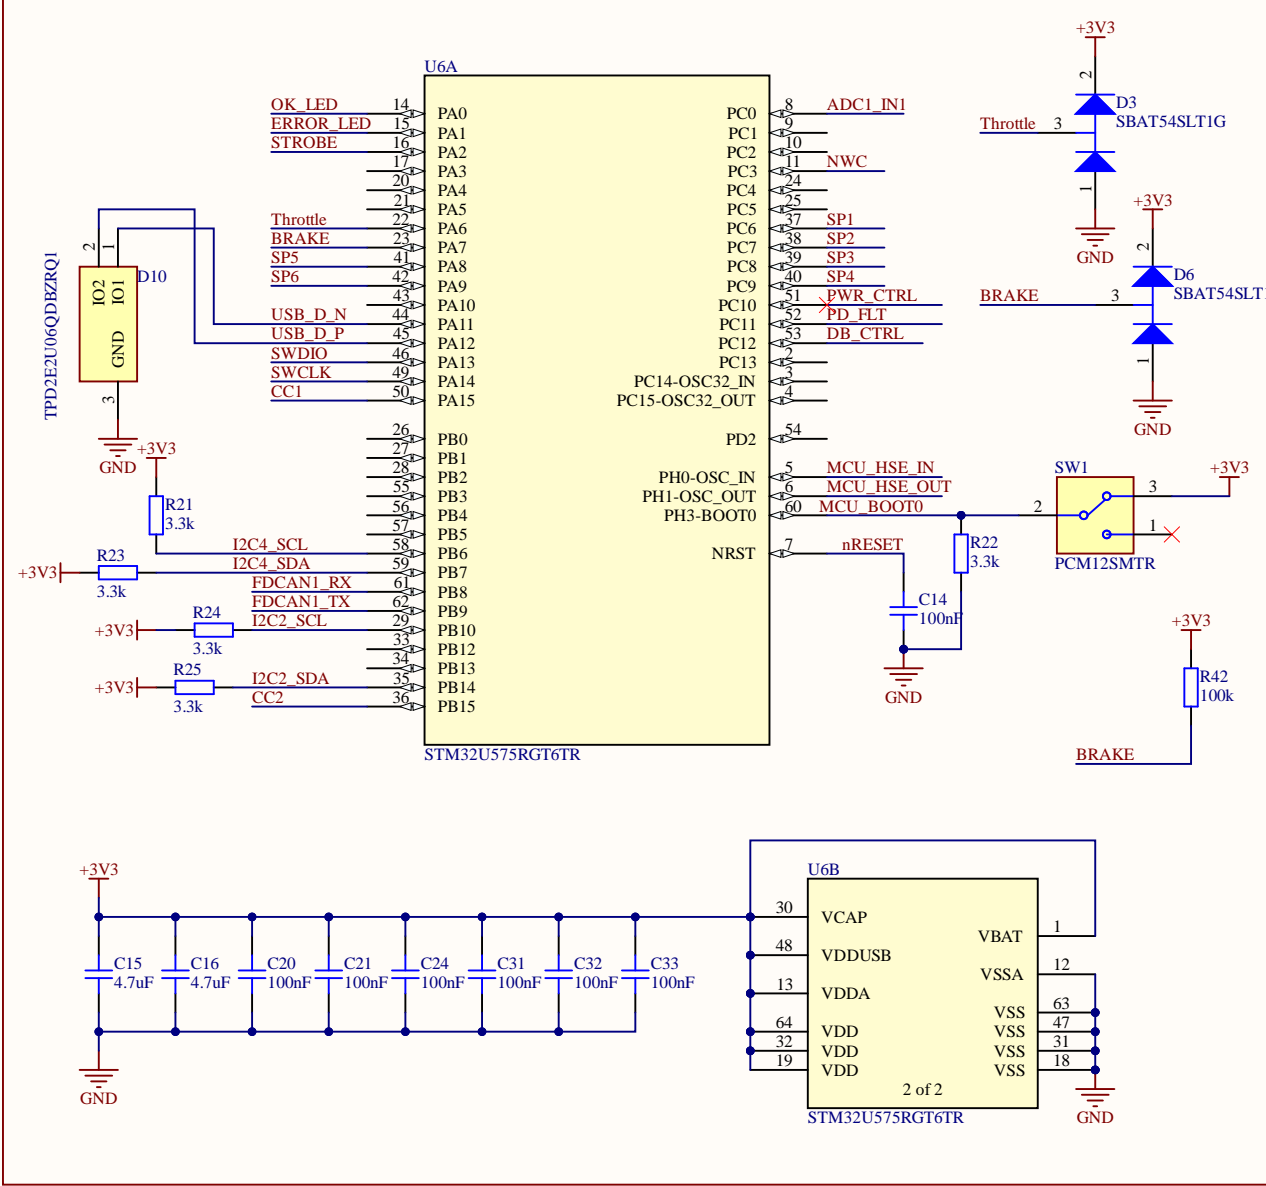 +3V3
U6A
2
OK_LED 14 PA0 PC0 8 ADC1_IN1 D3
ERROR_LED 15 PA1 PC1 9 Throttle 3 SBAT54SLT1G
STROBE 16 PA2 PC2 10
17 PA3 PC3 11 NWC
20 PA4 PC4 24 1
21 PA5 PC5 25 +3V3
Throttle 22 PA6 PC6 37 SP1
BRAKE 23 PA7 PC7 38 SP2 GND 2
SP5 41 PA8 PC8 39 SP3
SP6 42 PA9 PC9 40 SP4 D6
43 PA10 PC10 51 PWR_CTRL BRAKE 3 SBAT54SLT1
USB_D_N 44 PA11 PC11 52 PD_FLT
USB_D_P 45 PA12 PC12 53 DB_CTRL
SWDIO 46 PA13 PC13 2 1
SWCLK 49 PA14 PC14-OSC32_IN 3
CC1 50 PA15 PC15-OSC32_OUT 4
GND
2 1
D10
IO2 IO1
GND
TPD2E2U06QDBZRQ1
3
GND
26 PB0 PD2 54
27 PB1
28 PB2 PH0-OSC_IN 5 MCU_HSE_IN
55 PB3 PH1-OSC_OUT 6 MCU_HSE_OUT
56 PB4 PH3-BOOT0 60 MCU_BOOT0
57 PB5
+3V3
R21
3.3k
I2C4_SCL 58 PB6 NRST 7 nRESET
R23
+3V3 I2C4_SDA 59 PB7
3.3k
FDCAN1_RX 61 PB8
FDCAN1_TX 62 PB9
R24
+3V3 I2C2_SCL 29 PB10
3.3k
33 PB12
34 PB13
R25
+3V3 I2C2_SDA 35 PB14
3.3k
CC2 36 PB15
STM32U575RGT6TR
SW1
+3V3
2 3
1
PCM12SMTR
R22
3.3k
C14
100nF
GND
+3V3
R42
100k
BRAKE
+3V3
C15 C16 C20 C21 C24 C31 C32 C33
4.7uF 4.7uF 100nF 100nF 100nF 100nF 100nF 100nF
GND
U6B
30 VCAP
VBAT 1
48 VDDUSB
VSSA 12
13 VDDA
VSS 63
64 VDD VSS 47
32 VDD VSS 31
19 VDD VSS 18
2 of 2
STM32U575RGT6TR
GND